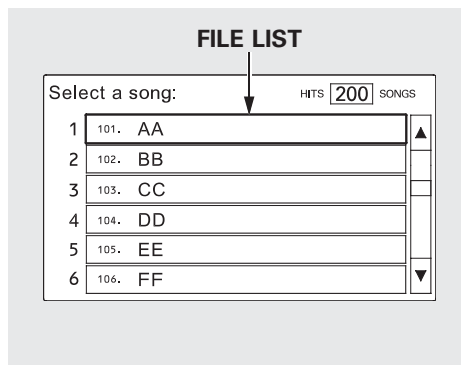 FILE LIST
Select a song: HITS 200 SONGS
1 101. AA
2 102. BB
3 103. CC
4 104. DD
5 105. EE
6 106. FF